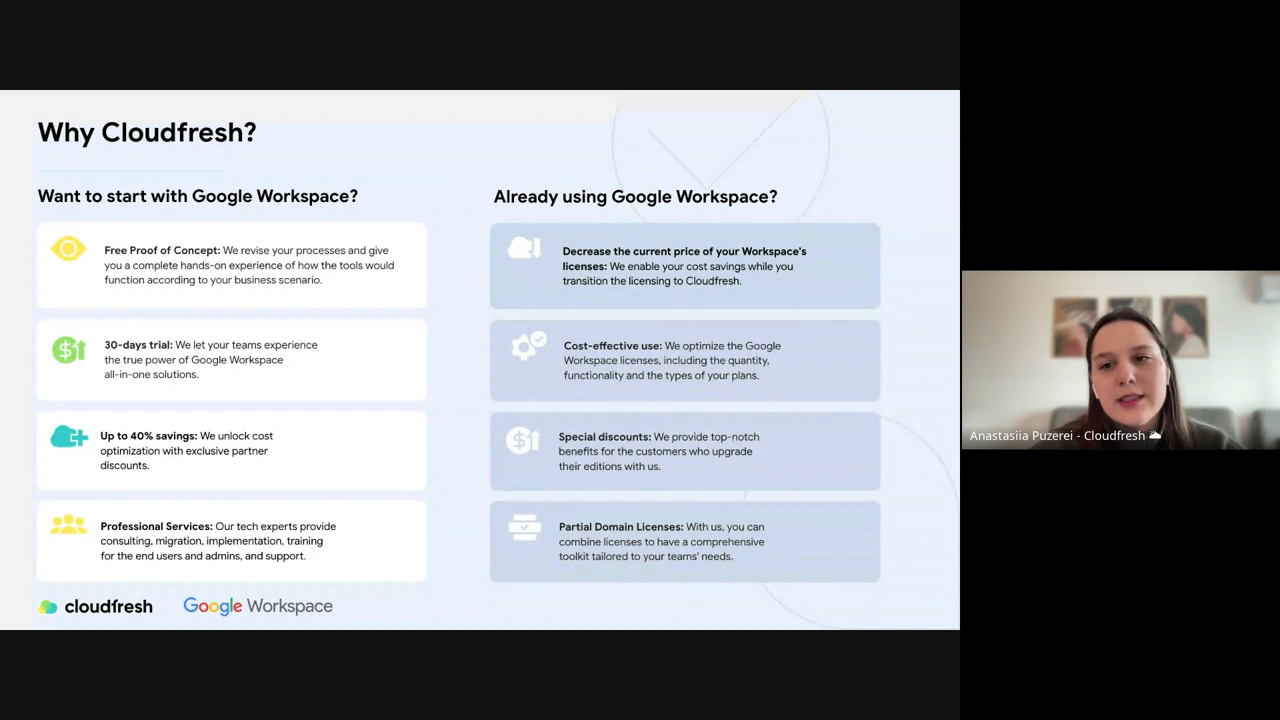 Why Cloudfresh?
Want to start with Google Workspace?
Free Proof of Concept: We revise your processes and give
you a complete hands-on experience of how the tools would
function according to your business scenario.
30-days trial: We let your teams experience
the true power of Google Workspace
all-in-one solutions.
Up to 40% savings: We unlock cost
optimization with exclusive partner
discounts.
Professional Services: Our tech experts provide
consulting, migration, implementation, training
for the end users and admins, and support.
Already using Google Workspace?
Decrease the current price of your Workspace's
licenses: We enable your cost savings while you
transition the licensing to Cloudfresh.
Cost-effective use: We optimize the Google
Workspace licenses, including the quantity,
functionality and the types of your plans.
Special discounts: We provide top-notch
benefits for the customers who upgrade
their editions with us.
Partial Domain Licenses: With us, you can
combine licenses to have a comprehensive
toolkit tailored to your teams' needs.
cloudfresh
Google Workspace
Anastasiia Puzerei - Cloudfresh